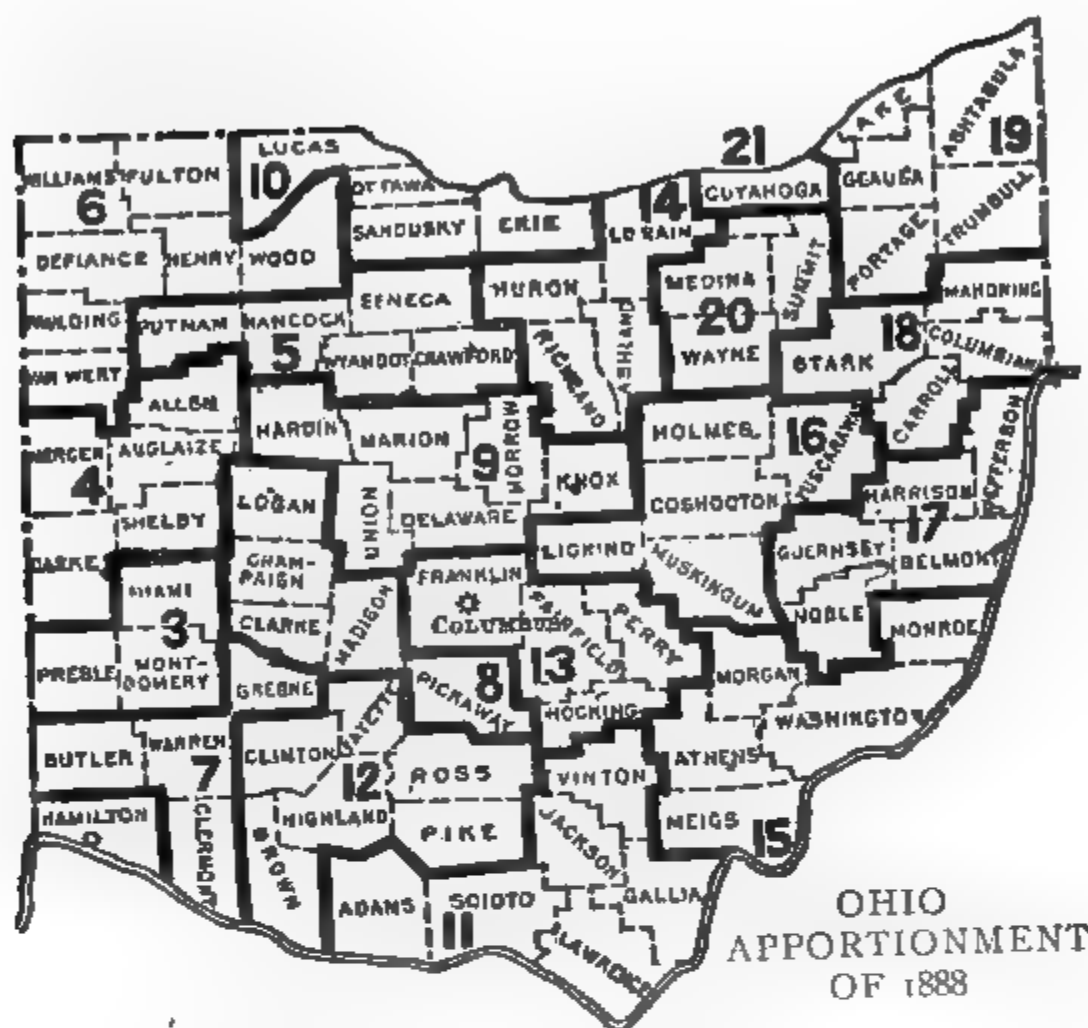 LAKE
ASHTABULA
19
21
LUCAS
10
WILLIAMS
FULTON
6
OTTAWA
CUYAHOGA
GEAUGA
14
SANDUSKY
ERIE
LORAIN
TRUMBULL
DEFIANCE
HENRY
WOOD
MEDINA
SUMMIT
PORTAGE
SENECA
HURON
MAHONING
PAULDING
PUTNAM
HANCOCK
20
5
WYANDOT
CRAWFORD
RICHLAND
ASHLAND
WAYNE
STARK
18
COLUMBIANA
VAN WERT
ALLEN
CARROLL
HARDIN
MARION
MORROW
HOLMES
16
TUSCARAWAS
JEFFERSON
MERCER
AUGLAIZE
9
4
KNOX
HARRISON
LOGAN
UNION
DELAWARE
COSHOCTON
SHELBY
17
LICKING
GUERNSEY
BELMONT
DARKE
CHAM-
PAIGN
FRANKLIN
MUSKINGUM
MIAMI
CLARKE
MADISON
COLUMBUS
FAIRFIELD
PERRY
NOBLE
MONROE
3
PREBLE
MONT-
GOMERY
GREENE
PICKAWAY
8
13
MORGAN
HOCKING
WASHINGTON
FAYETTE
BUTLER
WARREN
CLINTON
ATHENS
7
12
ROSS
VINTON
HAMILTON
HIGHLAND
PIKE
JACKSON
MEIGS
15
CLERMONT
BROWN
ADAMS
SCIOTO
GALLIA
11
LAWRENCE
OHIO
APPORTIONMENT
OF 1888